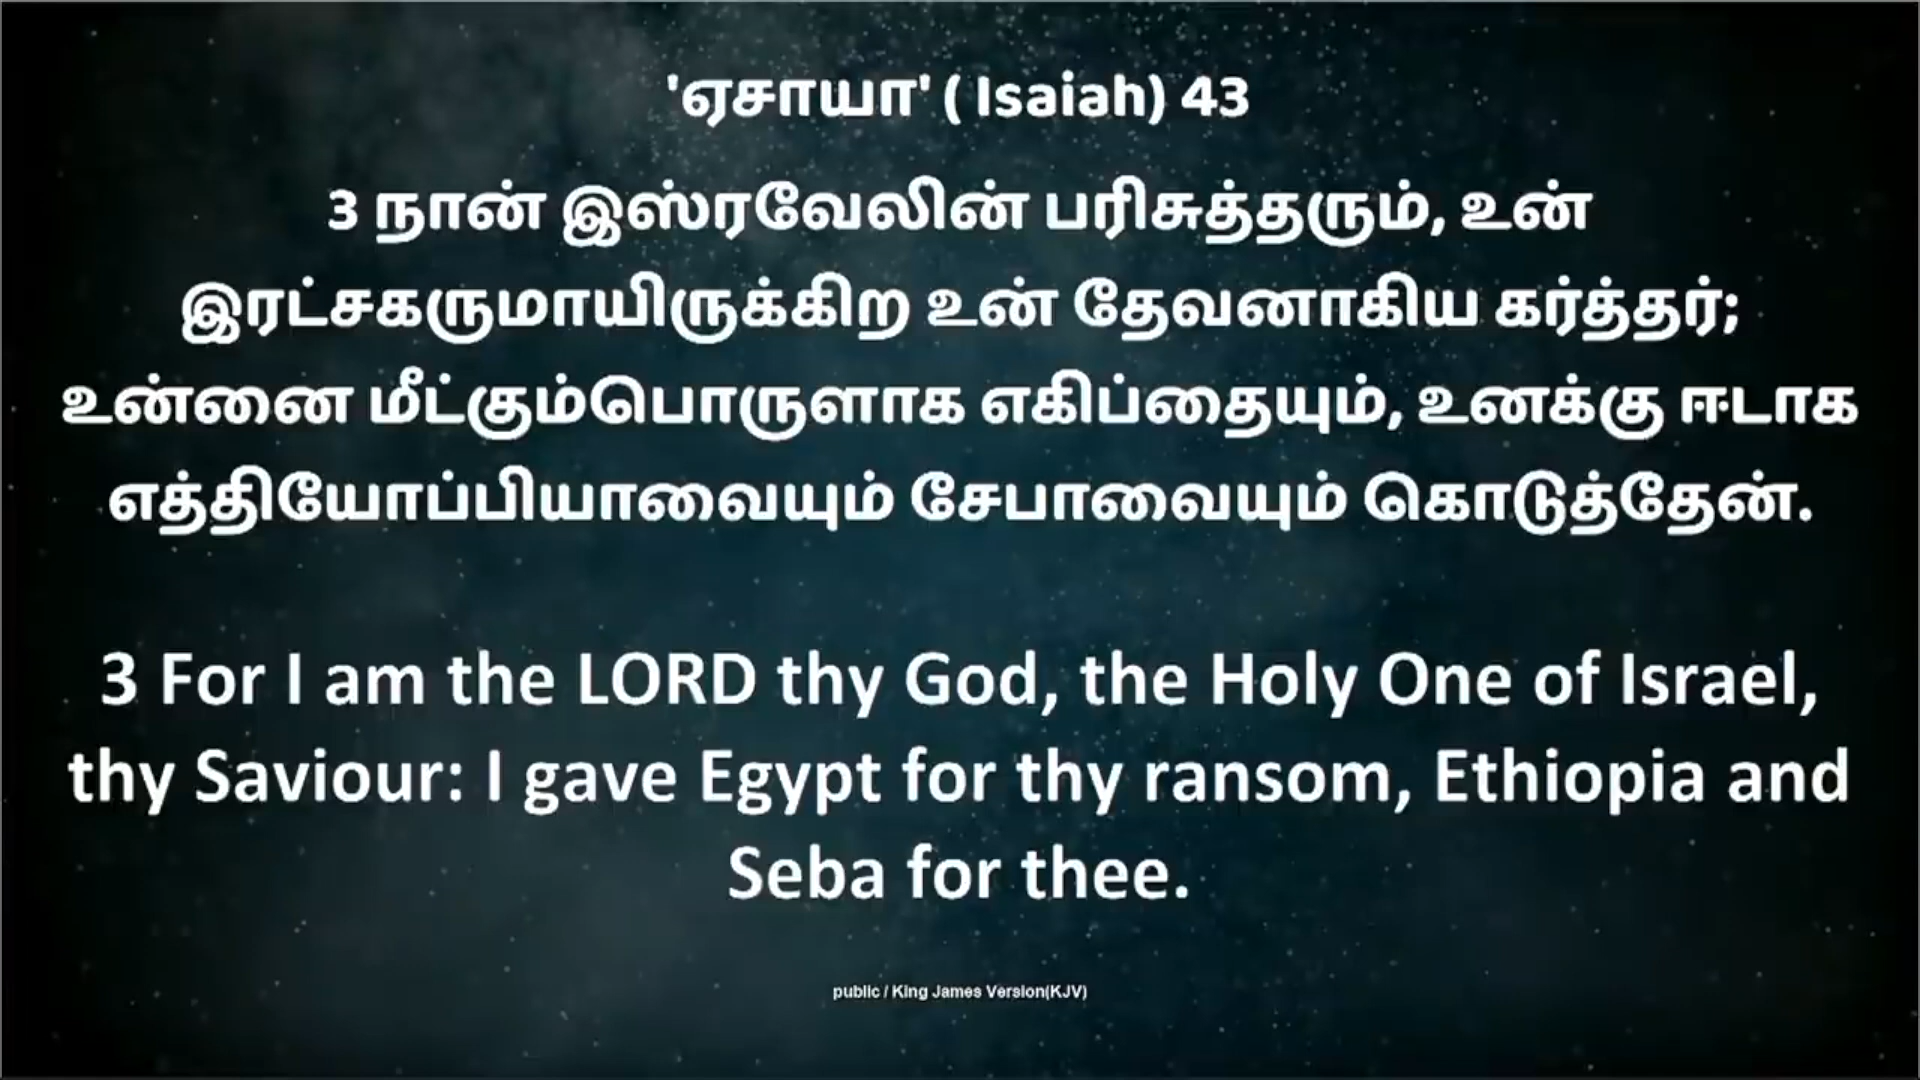 'ஏசாயா' ( Isaiah) 43
3 நான் இஸ்ரவேலின் பரிசுத்தரும், உன்
இரட்சகருமாயிருக்கிற உன் தேவனாகிய கர்த்தர்;
உன்னை மீட்கும்பொருளாக எகிப்தையும், உனக்கு ஈடாக
எத்தியோப்பியாவையும் சேபாவையும் கொடுத்தேன்.
3 For I am the LORD thy God, the Holy One of Israel,
thy Saviour: I gave Egypt for thy ransom, Ethiopia and
Seba for thee.
public / King James Version(KJV)